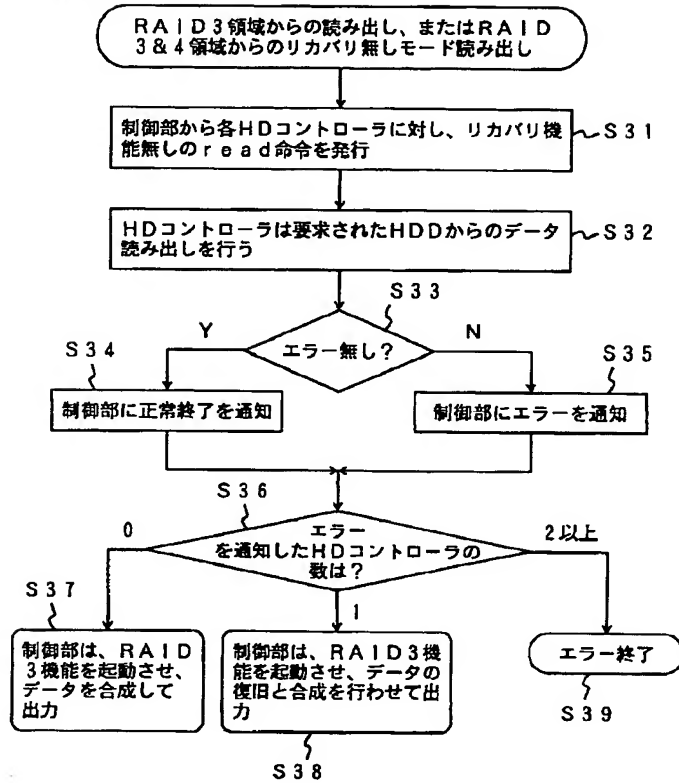 RAID3領域からの読み出し、またはRAID
3&4領域からのリカバリ無しモード読み出し
制御部から各HDコントローラに対し、リカバリ機
能無しのread命令を発行
S31
HDコントローラは要求されたHDDからのデータ
読み出しを行う
S32
S33
エラー無し?
Y
N
S34
制御部に正常終了を通知
S35
制御部にエラーを通知
S36
エラー
を通知したHDコントローラの
数は?
0
1
2以上
S37
制御部は、RAID
3機能を起動させ、
データを合成して
出力
制御部は、RAID3機
能を起動させ、データの
復旧と合成を行わせて出
力
S38
エラー終了
S39